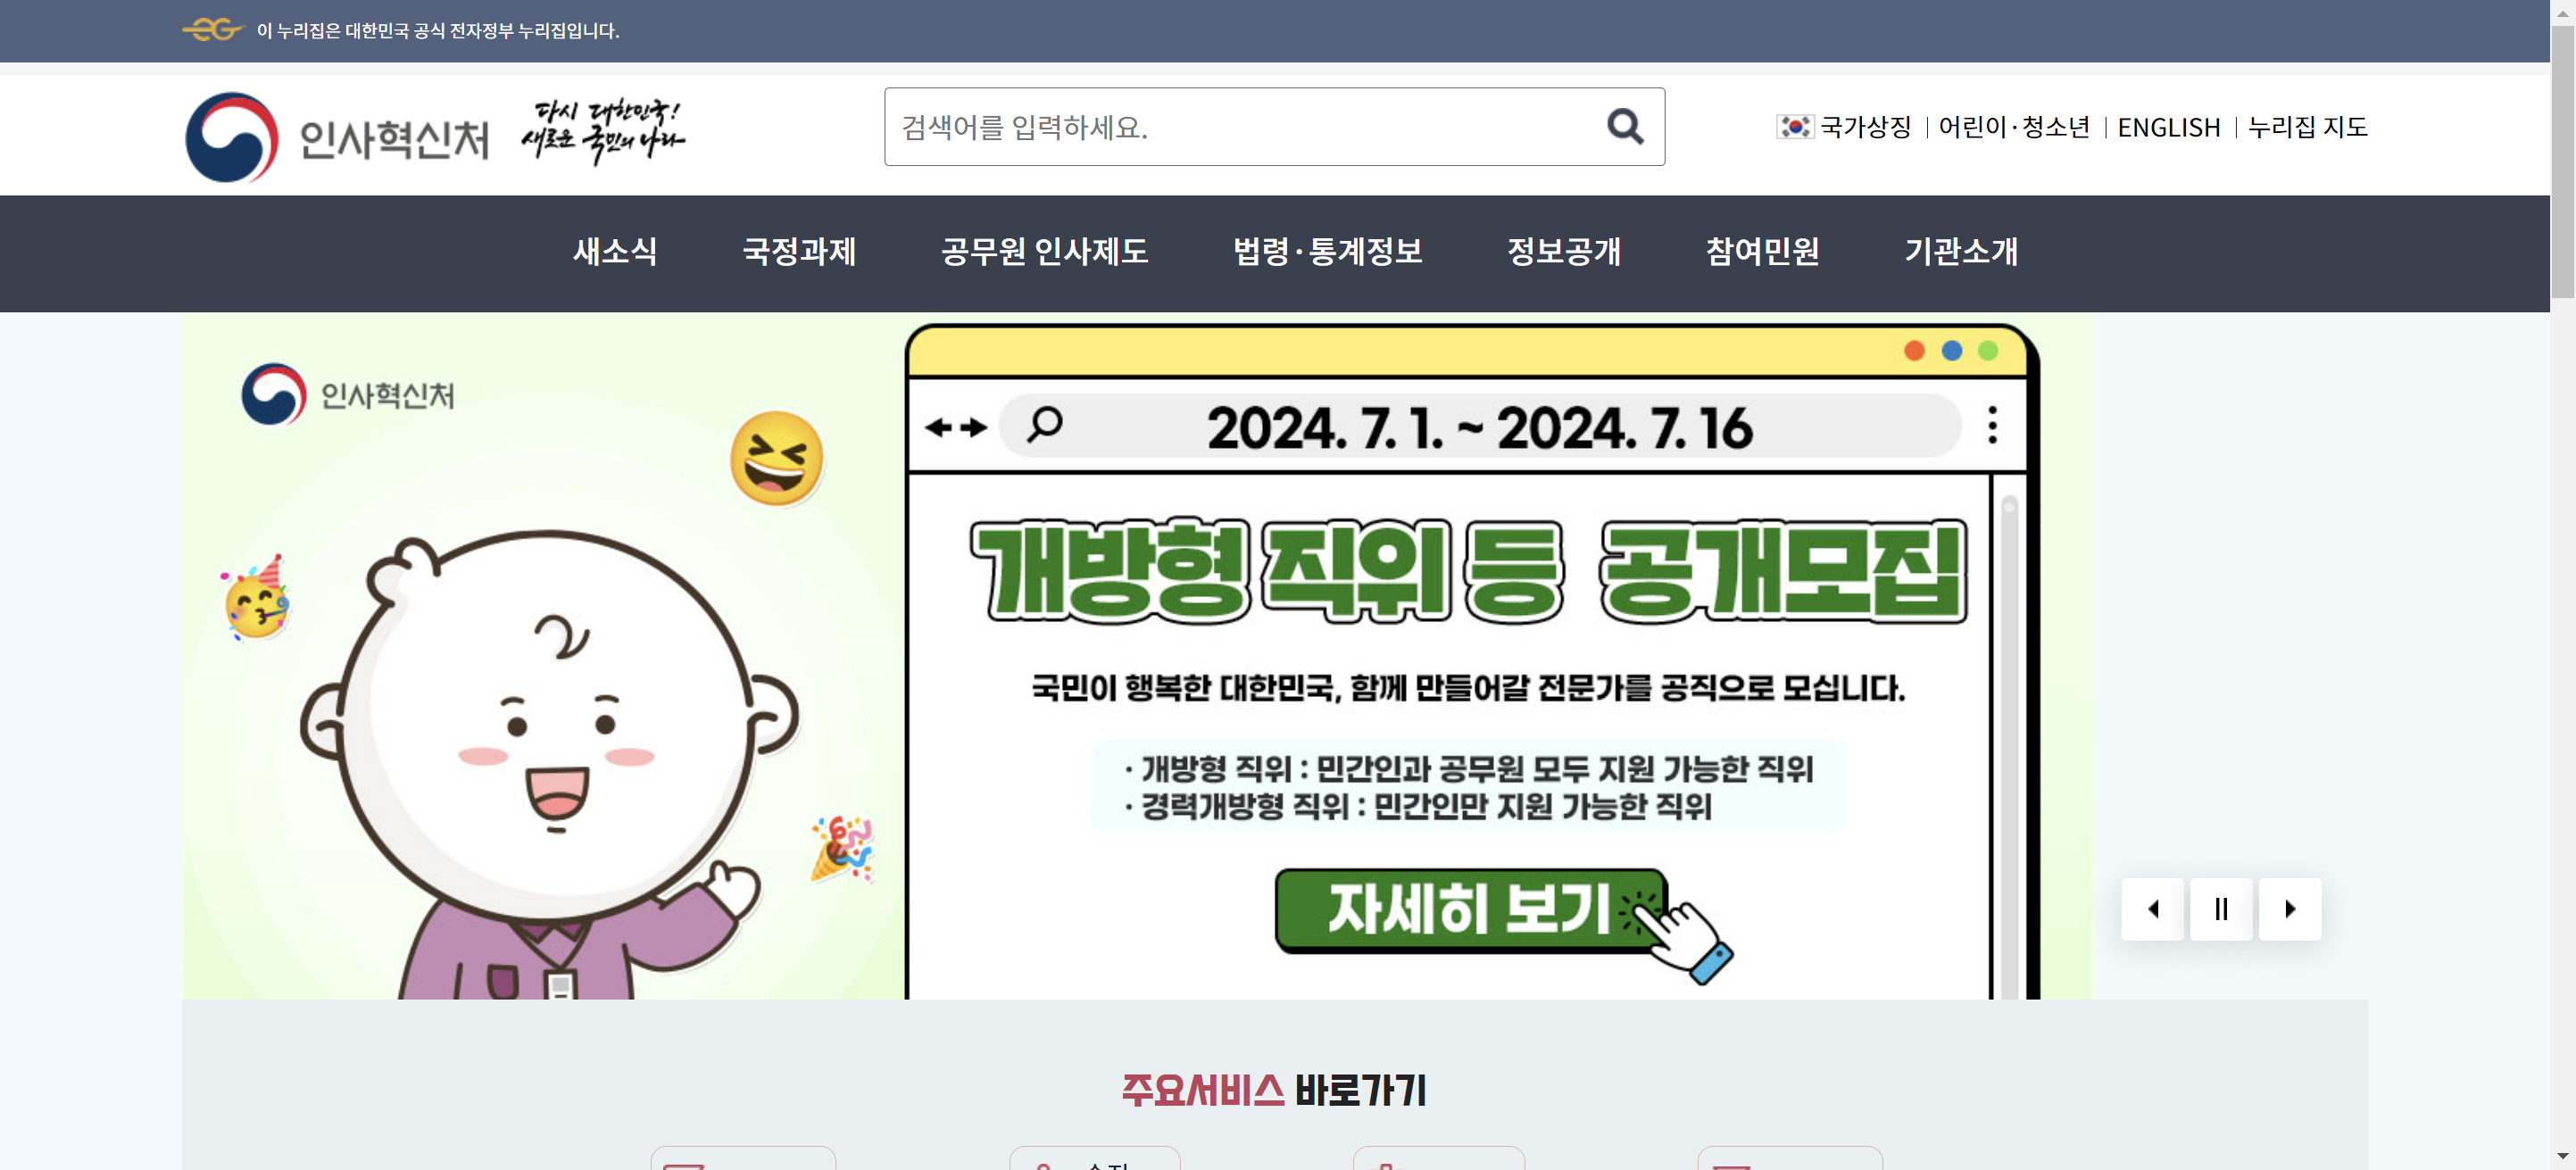 이 누리집은 대한민국 공식 전자정부 누리집입니다.
인사혁신처
다시 대한민국!
새로운 국민의 나라
검색어를 입력하세요.
국가상징
어린이·청소년
ENGLISH
누리집 지도
새소식
국정과제
공무원 인사제도
법령·통계정보
정보공개
참여민원
기관소개
인사혁신처
2024. 7. 1. ~ 2024. 7. 16
개방형 직위 등 공개모집
국민이 행복한 대한민국, 함께 만들어갈 전문가를 공직으로 모십니다.
· 개방형 직위 : 민간인과 공무원 모두 지원 가능한 직위
· 경력개방형 직위 : 민간인만 지원 가능한 직위
자세히 보기
주요서비스 바로가기